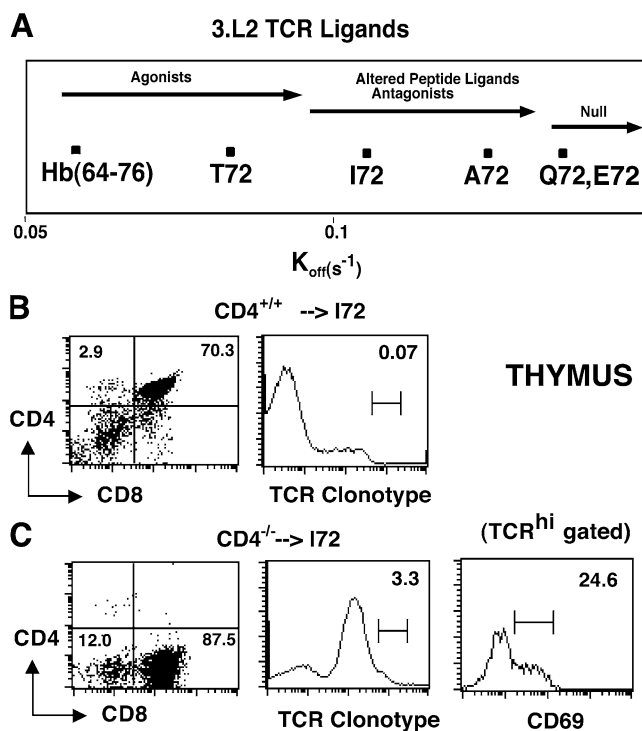 A
3.L2 TCR Ligands
Agonists
Altered Peptide Ligands
Antagonists
Null
Hb(64-76) T72 I72 A72 Q72,E72
0.05 0.1
Koff(s-1)
B
CD4+/+ --> I72
2.9 70.3
0.07
THYMUS
CD4
CD8
TCR Clonotype
C
CD4-/---> I72
(TCRhi gated)
3.3
24.6
CD4
12.0 87.5
CD8
TCR Clonotype
CD69